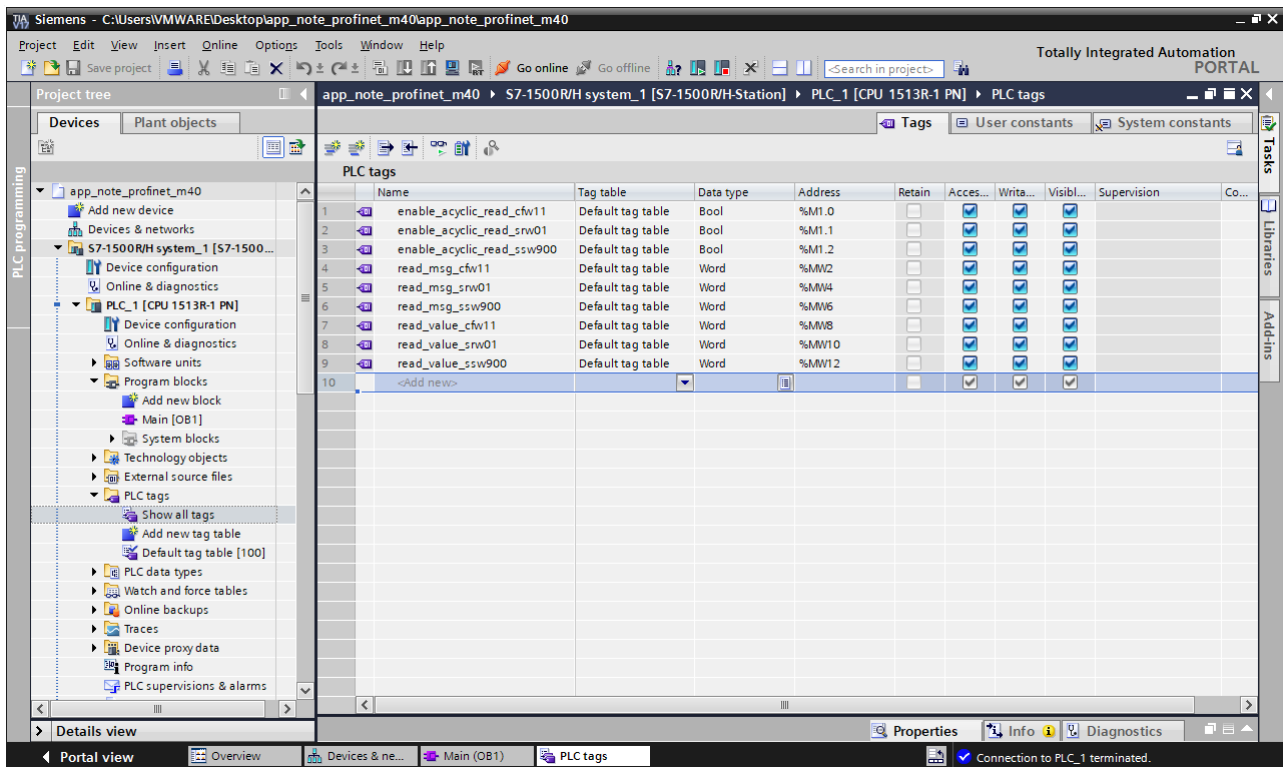 Siemens - C:\Users\VMWARE\Desktop\app_note_profinet_m40\app_note_profinet_m40
Project Edit View Insert Online Options Tools Window Help
Totally Integrated Automation
PORTAL
Save project Go online Go offline <Search in project>
Project tree
app_note_profinet_m40 S7-1500R/H system_1 [S7-1500R/H-Station] PLC_1 [CPU 1513R-1 PN] PLC tags
Devices Plant objects
Tags User constants System constants
PLC tags
Name Tag table Data type Address Retain Acces... Writa... Visibl... Supervision Co...
1 enable_acyclic_read_cfw11 Default tag table Bool %M1.0
2 enable_acyclic_read_srw01 Default tag table Bool %M1.1
3 enable_acyclic_read_ssw900 Default tag table Bool %M1.2
4 read_msg_cfw11 Default tag table Word %MW2
5 read_msg_srw01 Default tag table Word %MW4
6 read_msg_ssw900 Default tag table Word %MW6
7 read_value_cfw11 Default tag table Word %MW8
8 read_value_srw01 Default tag table Word %MW10
9 read_value_ssw900 Default tag table Word %MW12
10 <Add new>
PLC programming
app_note_profinet_m40
Add new device
Devices & networks
S7-1500R/H system_1 [S7-1500...
Device configuration
Online & diagnostics
PLC_1 [CPU 1513R-1 PN]
Device configuration
Online & diagnostics
Software units
Program blocks
Add new block
Main [OB1]
System blocks
Technology objects
External source files
PLC tags
Show all tags
Add new tag table
Default tag table [100]
PLC data types
Watch and force tables
Online backups
Traces
Device proxy data
Program info
PLC supervisions & alarms
Tasks
Libraries
Add-ins
Details view
Properties Info Diagnostics
Portal view Overview Devices & ne... Main (OB1) PLC tags Connection to PLC_1 terminated.